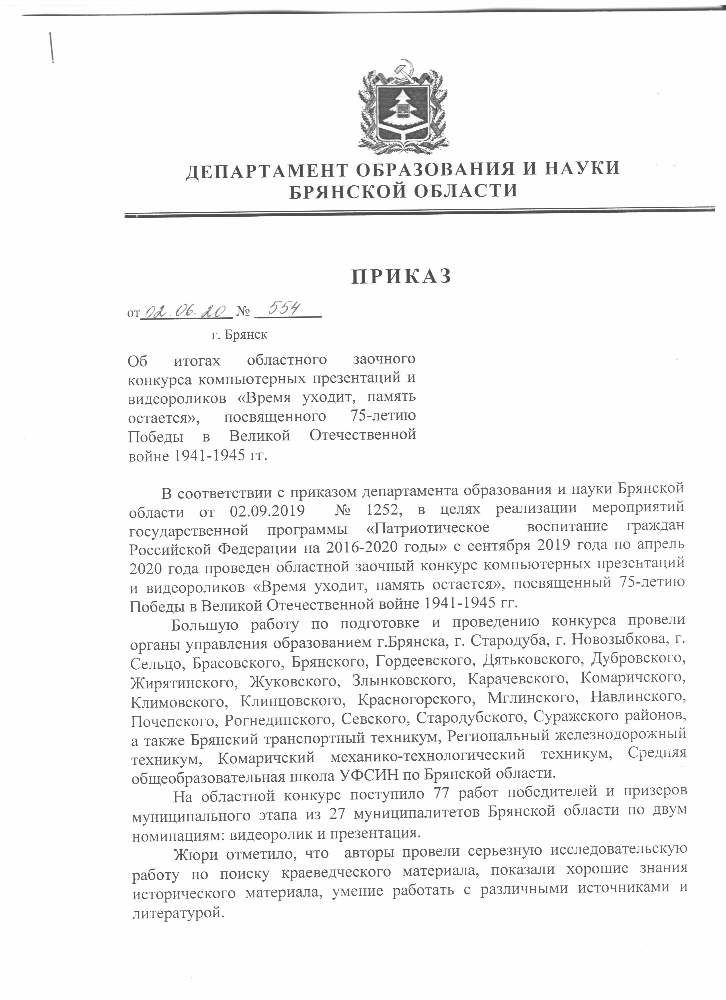 ДЕПАРТАМЕНТ ОБРАЗОВАНИЯ И НАУКИ
БРЯНСКОЙ ОБЛАСТИ
ПРИКАЗ
от 02.06.20 № 554
г. Брянск
Об итогах областного заочного
конкурса компьютерных презентаций и
видеороликов «Время уходит, память
остается», посвященного 75-летию
Победы в Великой Отечественной
войне 1941-1945 гг.
В соответствии с приказом департамента образования и науки Брянской
области от 02.09.2019 № 1252, в целях реализации мероприятий
государственной программы «Патриотическое воспитание граждан
Российской Федерации на 2016-2020 годы» с сентября 2019 года по апрель
2020 года проведен областной заочный конкурс компьютерных презентаций
и видеороликов «Время уходит, память остается», посвященный 75-летию
Победы в Великой Отечественной войне 1941-1945 гг.
Большую работу по подготовке и проведению конкурса провели
органы управления образованием г.Брянска, г. Стародуба, г. Новозыбкова, г.
Сельцо, Брасовского, Брянского, Гордеевского, Дятьковского, Дубровского,
Жирятинского, Жуковского, Злынковского, Карачевского, Комаричского,
Климовского, Клинцовского, Красногорского, Мглинского, Навлинского,
Почепского, Рогнединского, Севского, Стародубского, Суражского районов,
а также Брянский транспортный техникум, Региональный железнодорожный
техникум, Комаричский механико-технологический техникум, Средняя
общеобразовательная школа УФСИН по Брянской области.
На областной конкурс поступило 77 работ победителей и призеров
муниципального этапа из 27 муниципалитетов Брянской области по двум
номинациям: видеоролик и презентация.
Жюри отметило, что авторы провели серьезную исследовательскую
работу по поиску краеведческого материала, показали хорошие знания
исторического материала, умение работать с различными источниками и
литературой.